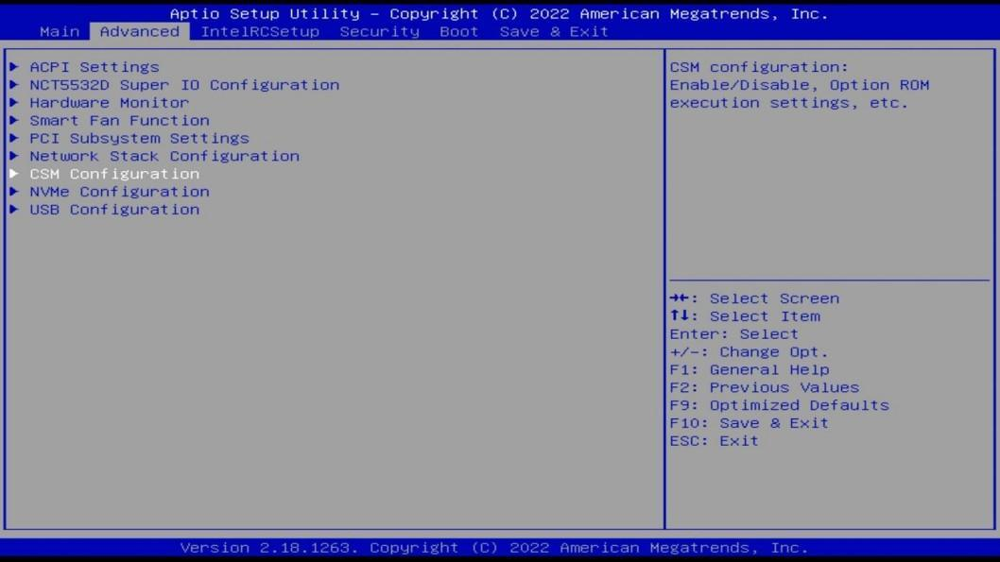 Aptio Setup Utility – Copyright (C) 2022 American Megatrends, Inc.
Main Advanced IntelRCSetup Security Boot Save & Exit
▶ ACPI Settings
▶ NCT5532D Super IO Configuration
▶ Hardware Monitor
▶ Smart Fan Function
▶ PCI Subsystem Settings
▶ Network Stack Configuration
▶ CSM Configuration
▶ NVMe Configuration
▶ USB Configuration
CSM configuration:
Enable/Disable, Option ROM
execution settings, etc.
→←: Select Screen
↑↓: Select Item
Enter: Select
+/-: Change Opt.
F1: General Help
F2: Previous Values
F9: Optimized Defaults
F10: Save & Exit
ESC: Exit
Version 2.18.1263. Copyright (C) 2022 American Megatrends, Inc.